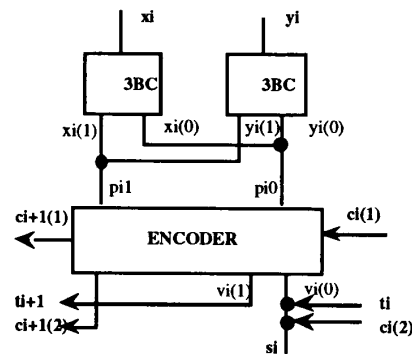 xi yi
3BC 3BC
xi(1) xi(0) yi(1) yi(0)
pi1 pi0
ci+1(1) ENCODER ci(1)
ti+1 vi(1) vi(0) ti
ci+1(2) ci(2)
si